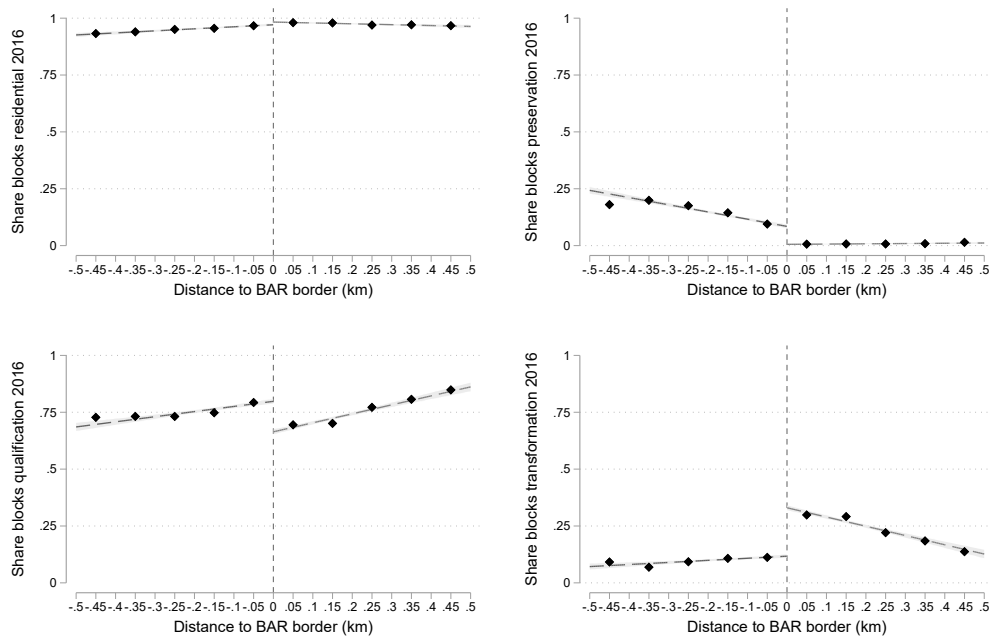 Share blocks residential 2016
1
.75
.5
.25
0
-.5 -.45 -.4 -.35 -.3 -.25 -.2 -.15 -.1 -.05 0 .05 .1 .15 .2 .25 .3 .35 .4 .45 .5
Distance to BAR border (km)
Share blocks preservation 2016
1
.75
.5
.25
0
-.5 -.45 -.4 -.35 -.3 -.25 -.2 -.15 -.1 -.05 0 .05 .1 .15 .2 .25 .3 .35 .4 .45 .5
Distance to BAR border (km)
Share blocks qualification 2016
1
.75
.5
.25
0
-.5 -.45 -.4 -.35 -.3 -.25 -.2 -.15 -.1 -.05 0 .05 .1 .15 .2 .25 .3 .35 .4 .45 .5
Distance to BAR border (km)
Share blocks transformation 2016
1
.75
.5
.25
0
-.5 -.45 -.4 -.35 -.3 -.25 -.2 -.15 -.1 -.05 0 .05 .1 .15 .2 .25 .3 .35 .4 .45 .5
Distance to BAR border (km)